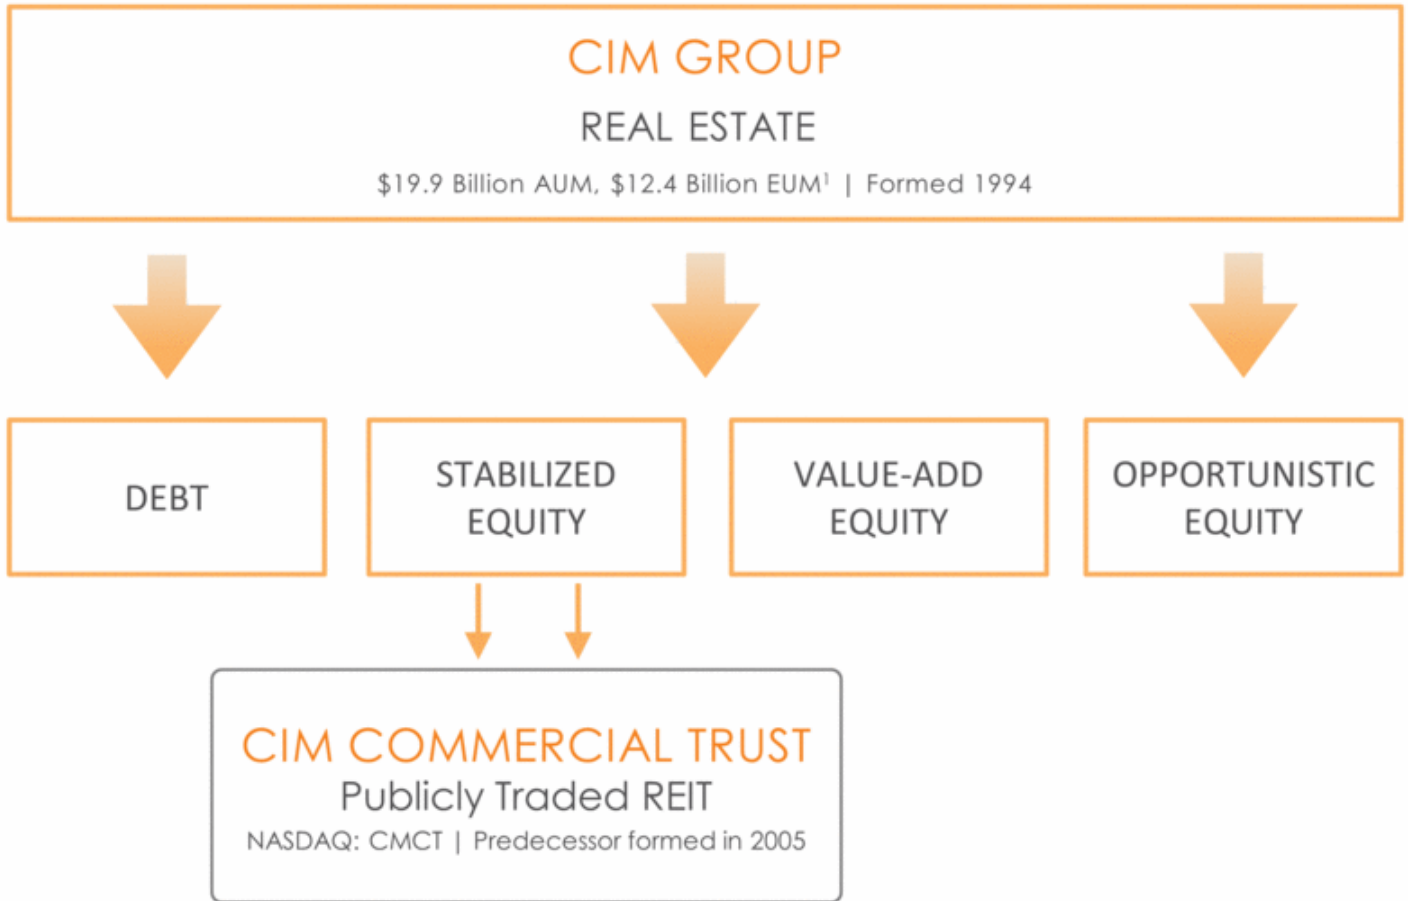 CIM GROUP
REAL ESTATE
$19.9 Billion AUM, $12.4 Billion EUM¹ | Formed 1994
DEBT
STABILIZED
EQUITY
VALUE-ADD
EQUITY
OPPORTUNISTIC
EQUITY
CIM COMMERCIAL TRUST
Publicly Traded REIT
NASDAQ: CMCT | Predecessor formed in 2005